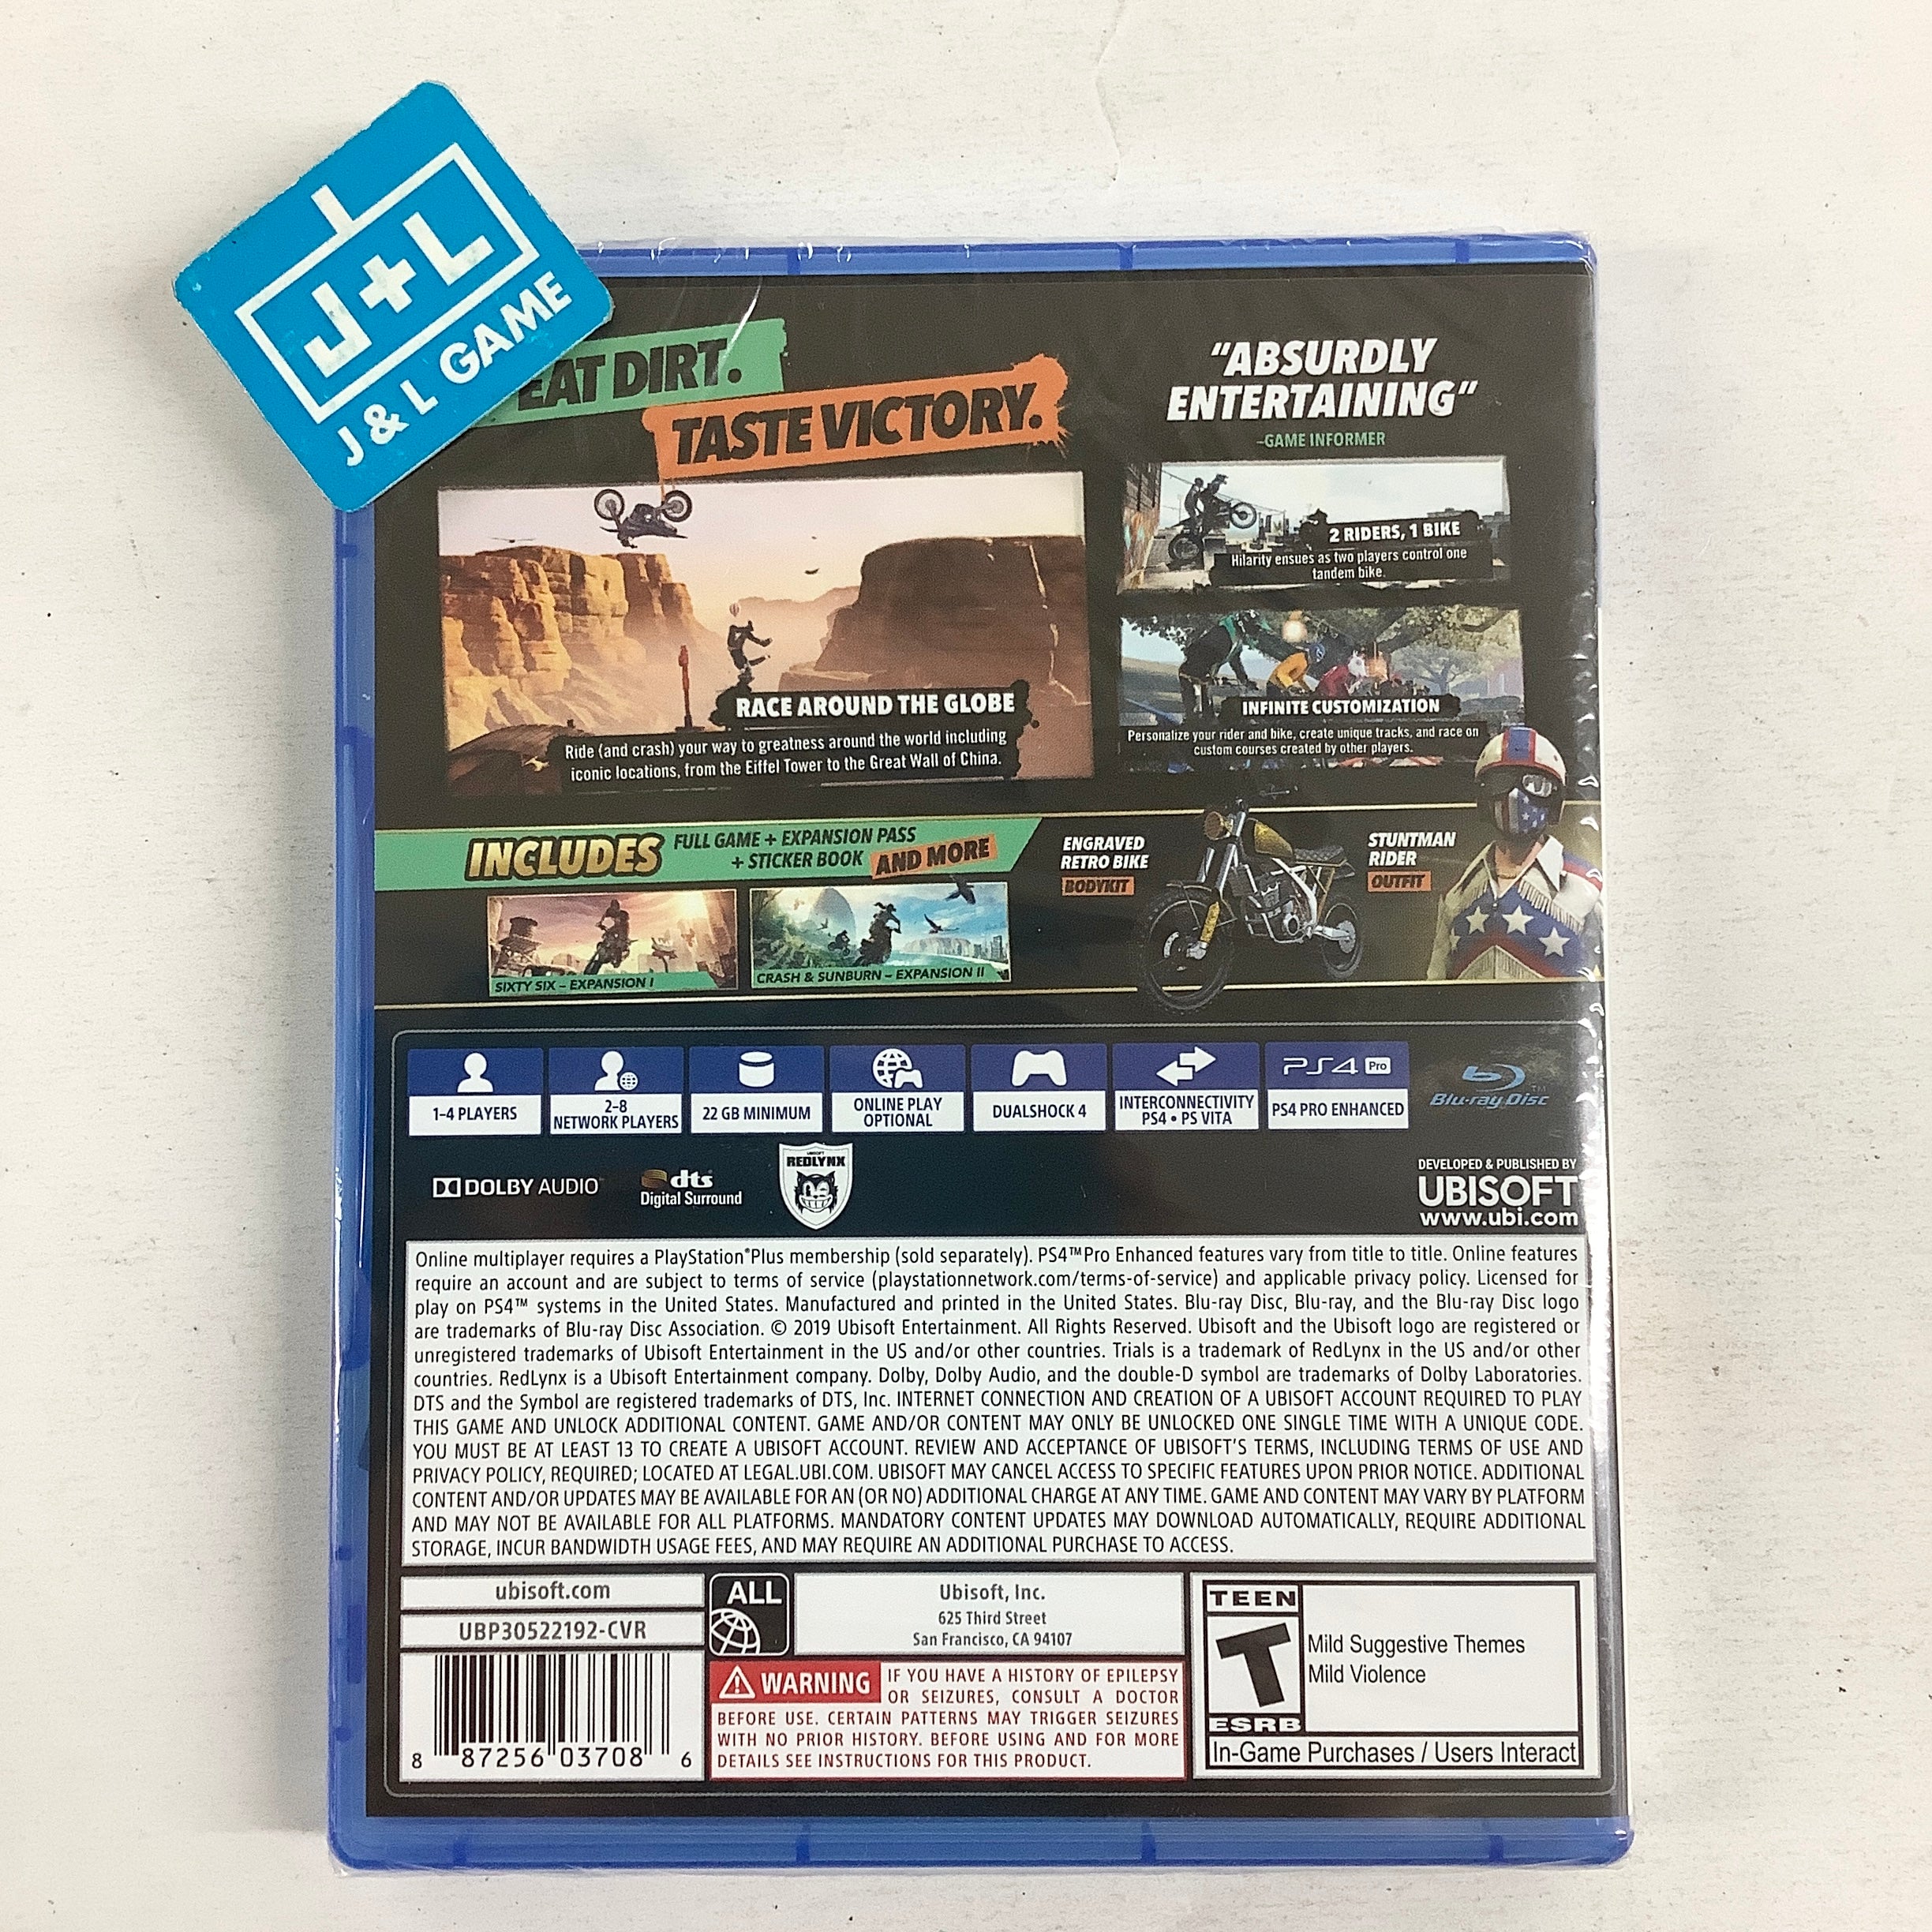 J+L
J & L GAME
EAT DIRT.
TASTE VICTORY.
"ABSURDLY
ENTERTAINING"
-GAME INFORMER
2 RIDERS, 1 BIKE
Hilarity ensues as two players control one
tandem bike.
RACE AROUND THE GLOBE
Ride (and crash) your way to greatness around the world including
iconic locations, from the Eiffel Tower to the Great Wall of China.
INFINITE CUSTOMIZATION
Personalize your rider and bike, create unique tracks, and race on
custom courses created by other players.
INCLUDES
FULL GAME + EXPANSION PASS
+ STICKER BOOK AND MORE
SIXTY SIX - EXPANSION I
CRASH & SUNBURN - EXPANSION II
ENGRAVED
RETRO BIKE
BODYKIT
STUNTMAN
RIDER
OUTFIT
1-4 PLAYERS
2-8
NETWORK PLAYERS
22 GB MINIMUM
ONLINE PLAY
OPTIONAL
DUALSHOCK 4
INTERCONNECTIVITY
PS4 • PS VITA
PS4 Pro
PS4 PRO ENHANCED
Blu-ray Disc™
DOLBY AUDIO™
dts
Digital Surround
UBISOFT
REDLYNX
DEVELOPED & PUBLISHED BY
UBISOFT
www.ubi.com
Online multiplayer requires a PlayStation®Plus membership (sold separately). PS4™Pro Enhanced features vary from title to title. Online features
require an account and are subject to terms of service (playstationnetwork.com/terms-of-service) and applicable privacy policy. Licensed for
play on PS4™ systems in the United States. Manufactured and printed in the United States. Blu-ray Disc, Blu-ray, and the Blu-ray Disc logo
are trademarks of Blu-ray Disc Association. © 2019 Ubisoft Entertainment. All Rights Reserved. Ubisoft and the Ubisoft logo are registered or
unregistered trademarks of Ubisoft Entertainment in the US and/or other countries. Trials is a trademark of RedLynx in the US and/or other
countries. RedLynx is a Ubisoft Entertainment company. Dolby, Dolby Audio, and the double-D symbol are trademarks of Dolby Laboratories.
DTS and the Symbol are registered trademarks of DTS, Inc. INTERNET CONNECTION AND CREATION OF A UBISOFT ACCOUNT REQUIRED TO PLAY
THIS GAME AND UNLOCK ADDITIONAL CONTENT. GAME AND/OR CONTENT MAY ONLY BE UNLOCKED ONE SINGLE TIME WITH A UNIQUE CODE.
YOU MUST BE AT LEAST 13 TO CREATE A UBISOFT ACCOUNT. REVIEW AND ACCEPTANCE OF UBISOFT'S TERMS, INCLUDING TERMS OF USE AND
PRIVACY POLICY, REQUIRED; LOCATED AT LEGAL.UBI.COM. UBISOFT MAY CANCEL ACCESS TO SPECIFIC FEATURES UPON PRIOR NOTICE. ADDITIONAL
CONTENT AND/OR UPDATES MAY BE AVAILABLE FOR AN (OR NO) ADDITIONAL CHARGE AT ANY TIME. GAME AND CONTENT MAY VARY BY PLATFORM
AND MAY NOT BE AVAILABLE FOR ALL PLATFORMS. MANDATORY CONTENT UPDATES MAY DOWNLOAD AUTOMATICALLY, REQUIRE ADDITIONAL
STORAGE, INCUR BANDWIDTH USAGE FEES, AND MAY REQUIRE AN ADDITIONAL PURCHASE TO ACCESS.
ubisoft.com
UBP30522192-CVR
8 87256 03708 6
ALL
Ubisoft, Inc.
625 Third Street
San Francisco, CA 94107
WARNING IF YOU HAVE A HISTORY OF EPILEPSY
OR SEIZURES, CONSULT A DOCTOR
BEFORE USE. CERTAIN PATTERNS MAY TRIGGER SEIZURES
WITH NO PRIOR HISTORY. BEFORE USING AND FOR MORE
DETAILS SEE INSTRUCTIONS FOR THIS PRODUCT.
TEEN
T
ESRB
Mild Suggestive Themes
Mild Violence
In-Game Purchases / Users Interact